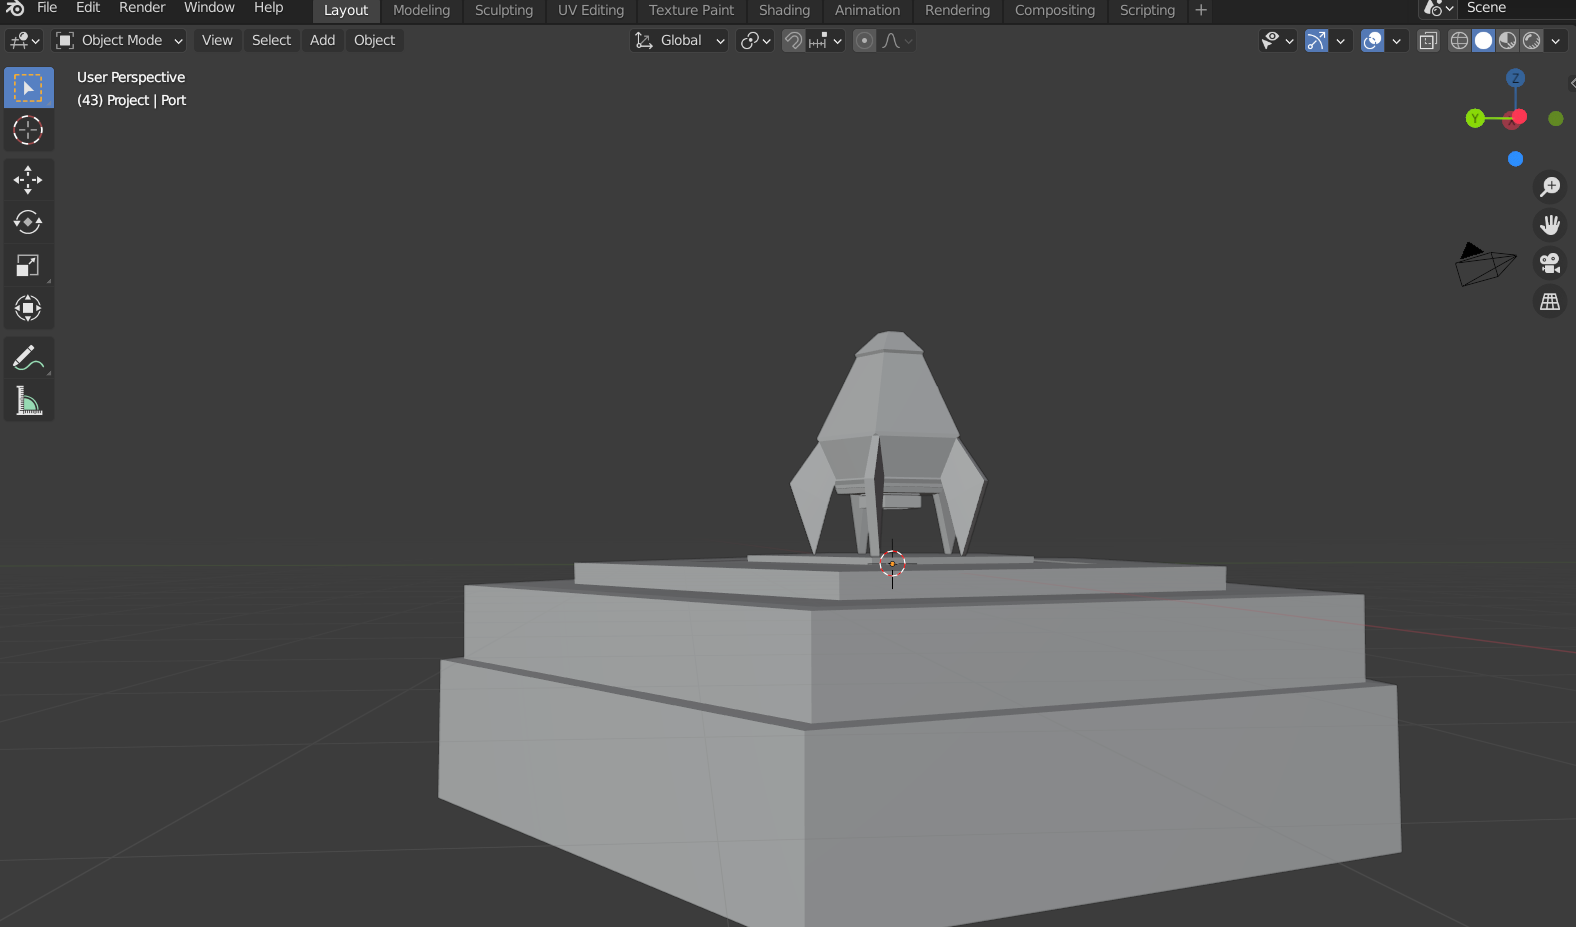 File Edit Render Window Help Layout Modeling Sculpting UV Editing Texture Paint Shading Animation Rendering Compositing Scripting + Scene
Object Mode View Select Add Object Global
User Perspective
(43) Project | Port
Z
Y